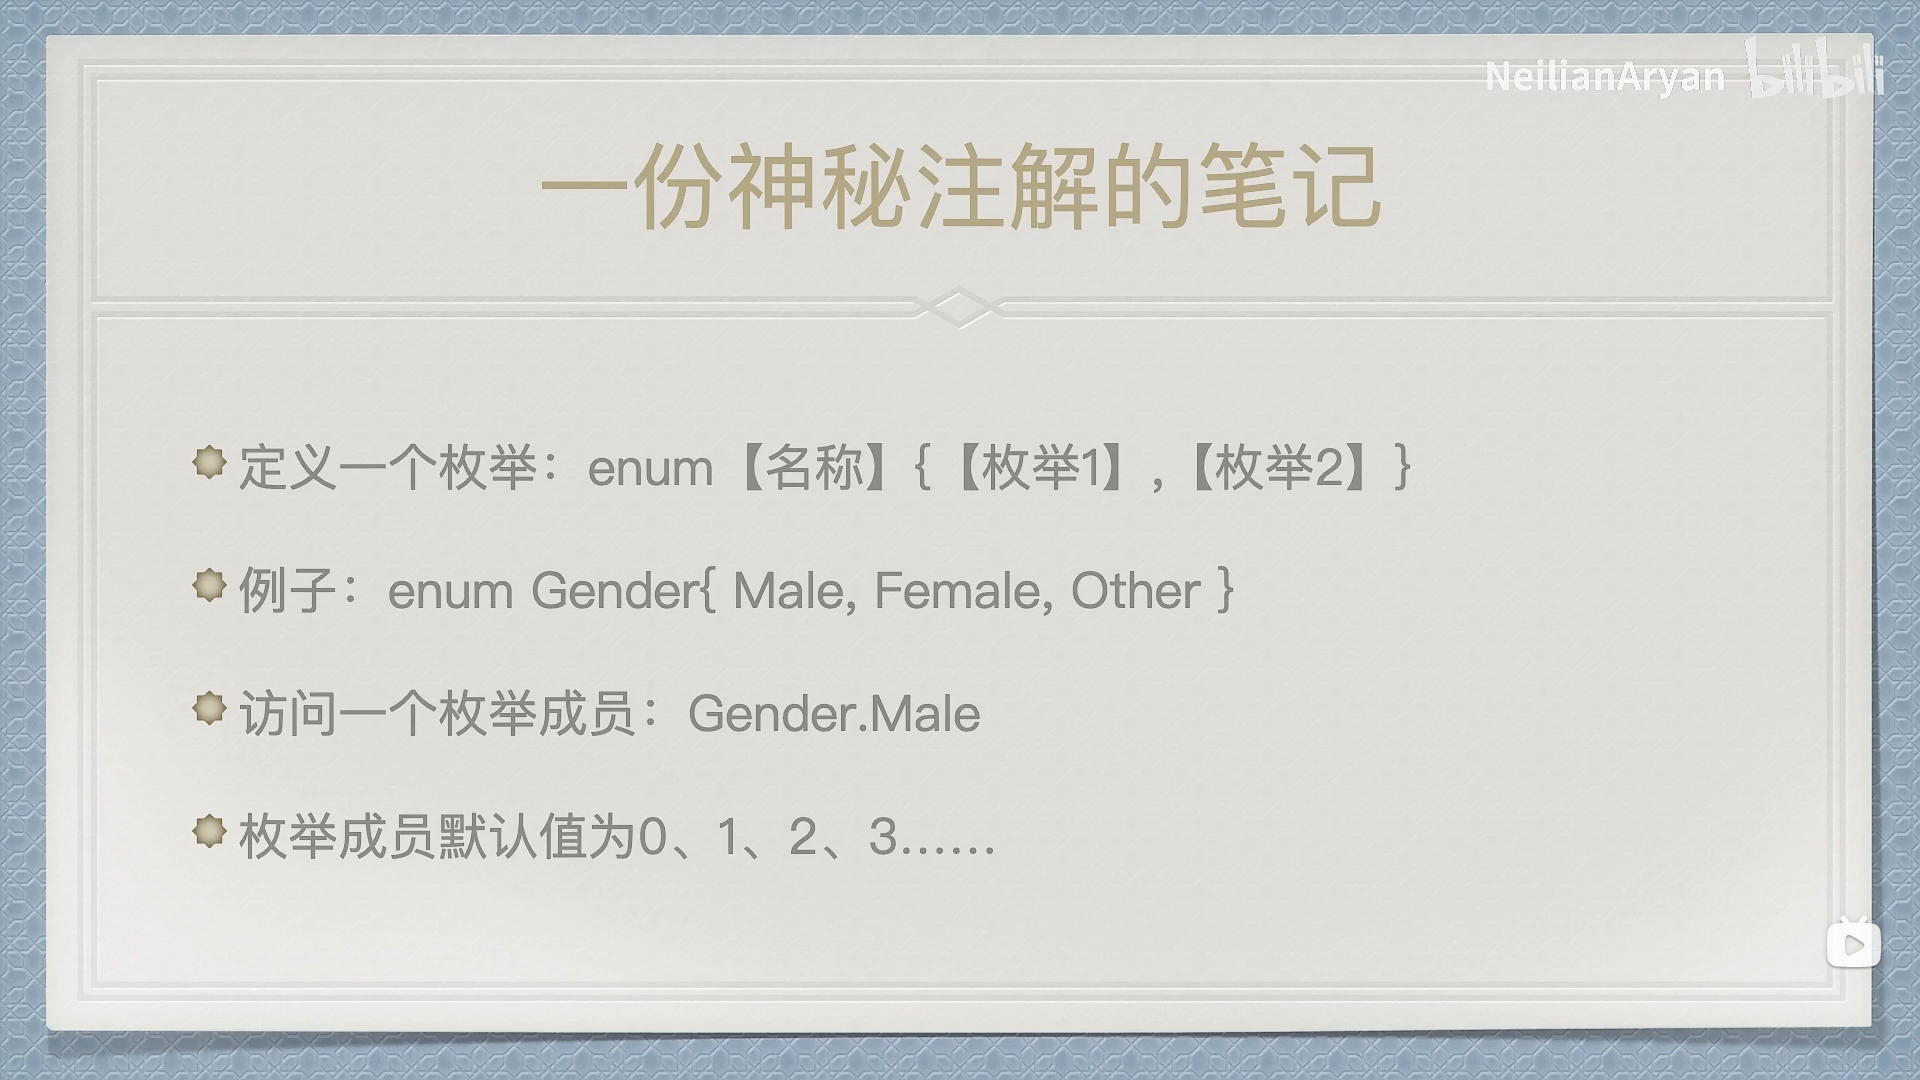 NeilianAryan bilibili
一份神秘注解的笔记
定义一个枚举：enum【名称】{【枚举1】,【枚举2】}
例子：enum Gender{ Male, Female, Other }
访问一个枚举成员：Gender.Male
枚举成员默认值为0、1、2、3……